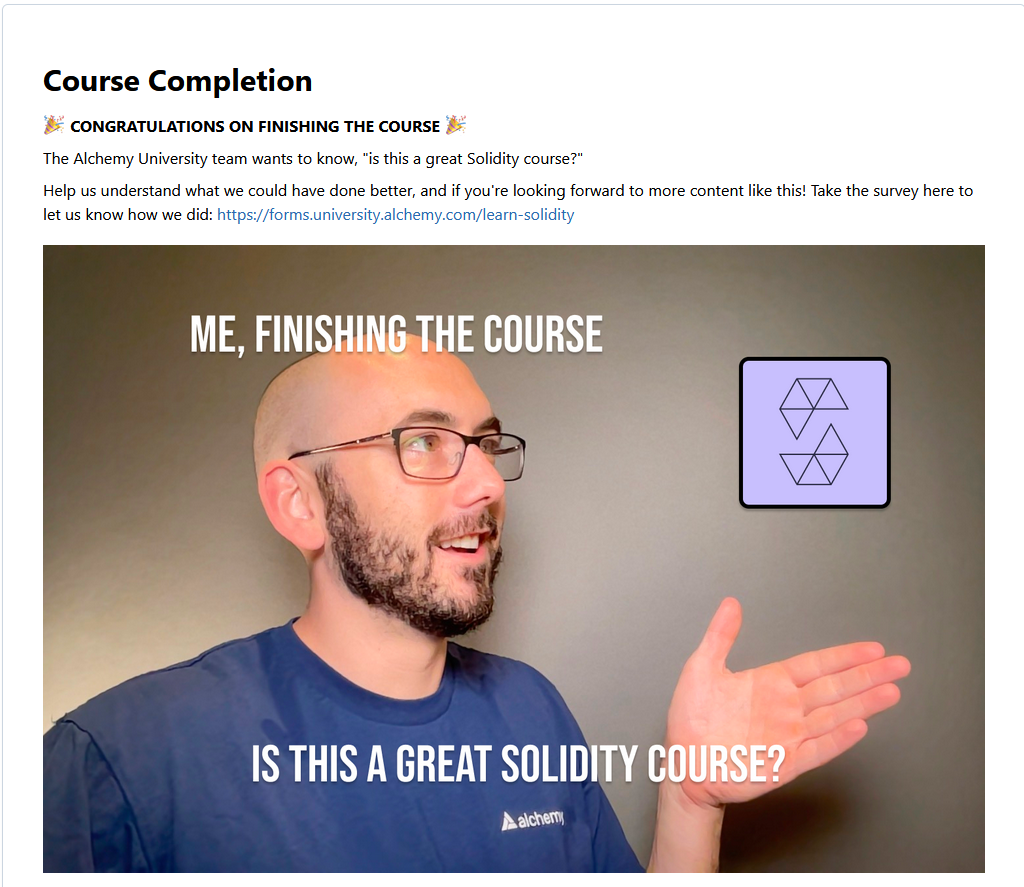 Course Completion
🎉 CONGRATULATIONS ON FINISHING THE COURSE 🎉
The Alchemy University team wants to know, "is this a great Solidity course?"
Help us understand what we could have done better, and if you're looking forward to more content like this! Take the survey here to
let us know how we did: https://forms.university.alchemy.com/learn-solidity
ME, FINISHING THE COURSE
IS THIS A GREAT SOLIDITY COURSE?
alchemy